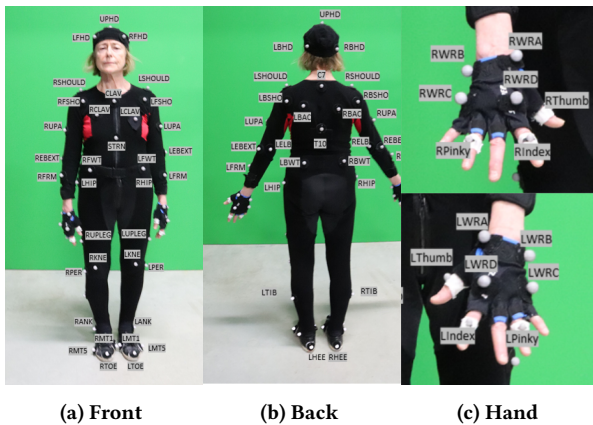 UPHD
LFHD
RFHD
RSHOULD
LSHOULD
CLAV
RFSHO
LFSHO
RCLAV
LCLAV
RUPA
LUPA
STRN
REBEXT
LEBEXT
RFWT
LFWT
RFRM
LFRM
LHIP
RHIP
RUPLEG
LUPLEG
RKNE
LKNE
RPER
LPER
RANK
LANK
RMT1
LMT1
RMT5
LMT5
RTOE
LTOE
(a) Front
UPHD
LBHD
RBHD
C7
LSHOULD
RSHOULD
LBSHO
RBSHO
LBAC
RBAC
LUPA
RUPA
T10
LEBEXT
LELB
RELB
LFRM
LBWT
RBWT
RFRM
LHIP
RHIP
LTIB
RTIB
LHEE
RHEE
(b) Back
RWRA
RWRB
RWRD
RWRC
RThumb
RPinky
RIndex
LWRA
LWRB
LThumb
LWRD
LWRC
LIndex
LPinky
(c) Hand